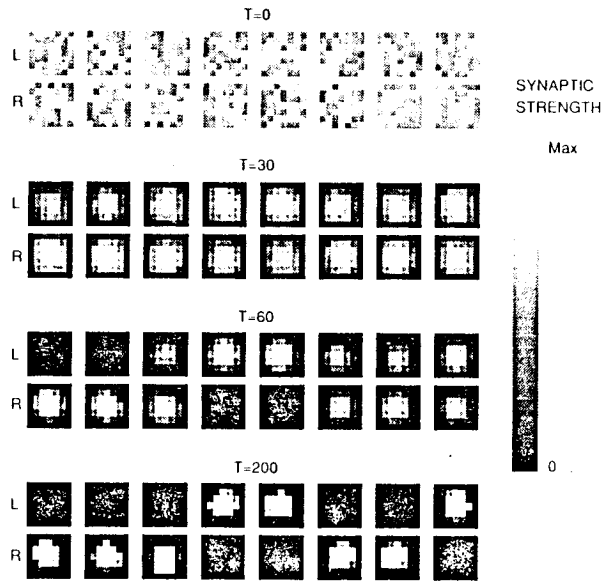 T=0
L
R
SYNAPTIC
STRENGTH
Max
T=30
L
R
T=60
L
R
0
T=200
L
R